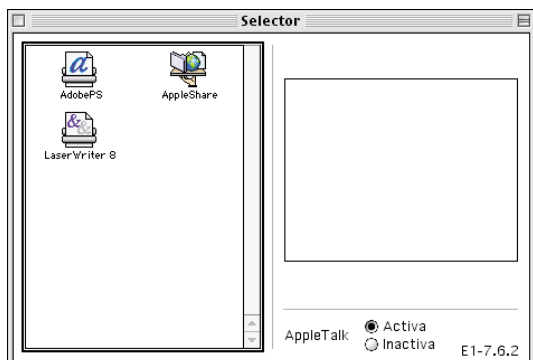 Selector
AdobePS
AppleShare
LaserWriter 8
AppleTalk
Activa
Inactiva
E1-7.6.2